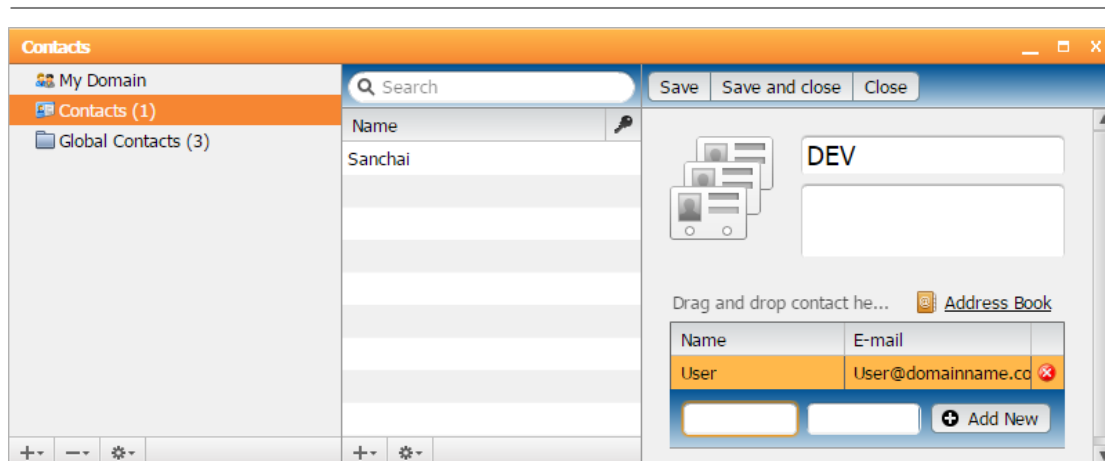 Contacts
My Domain
Contacts (1)
Global Contacts (3)
Search
Name
Sanchai
Save
Save and close
Close
DEV
Drag and drop contact he...
Address Book
Name
E-mail
User
User@domainname.co
Add New